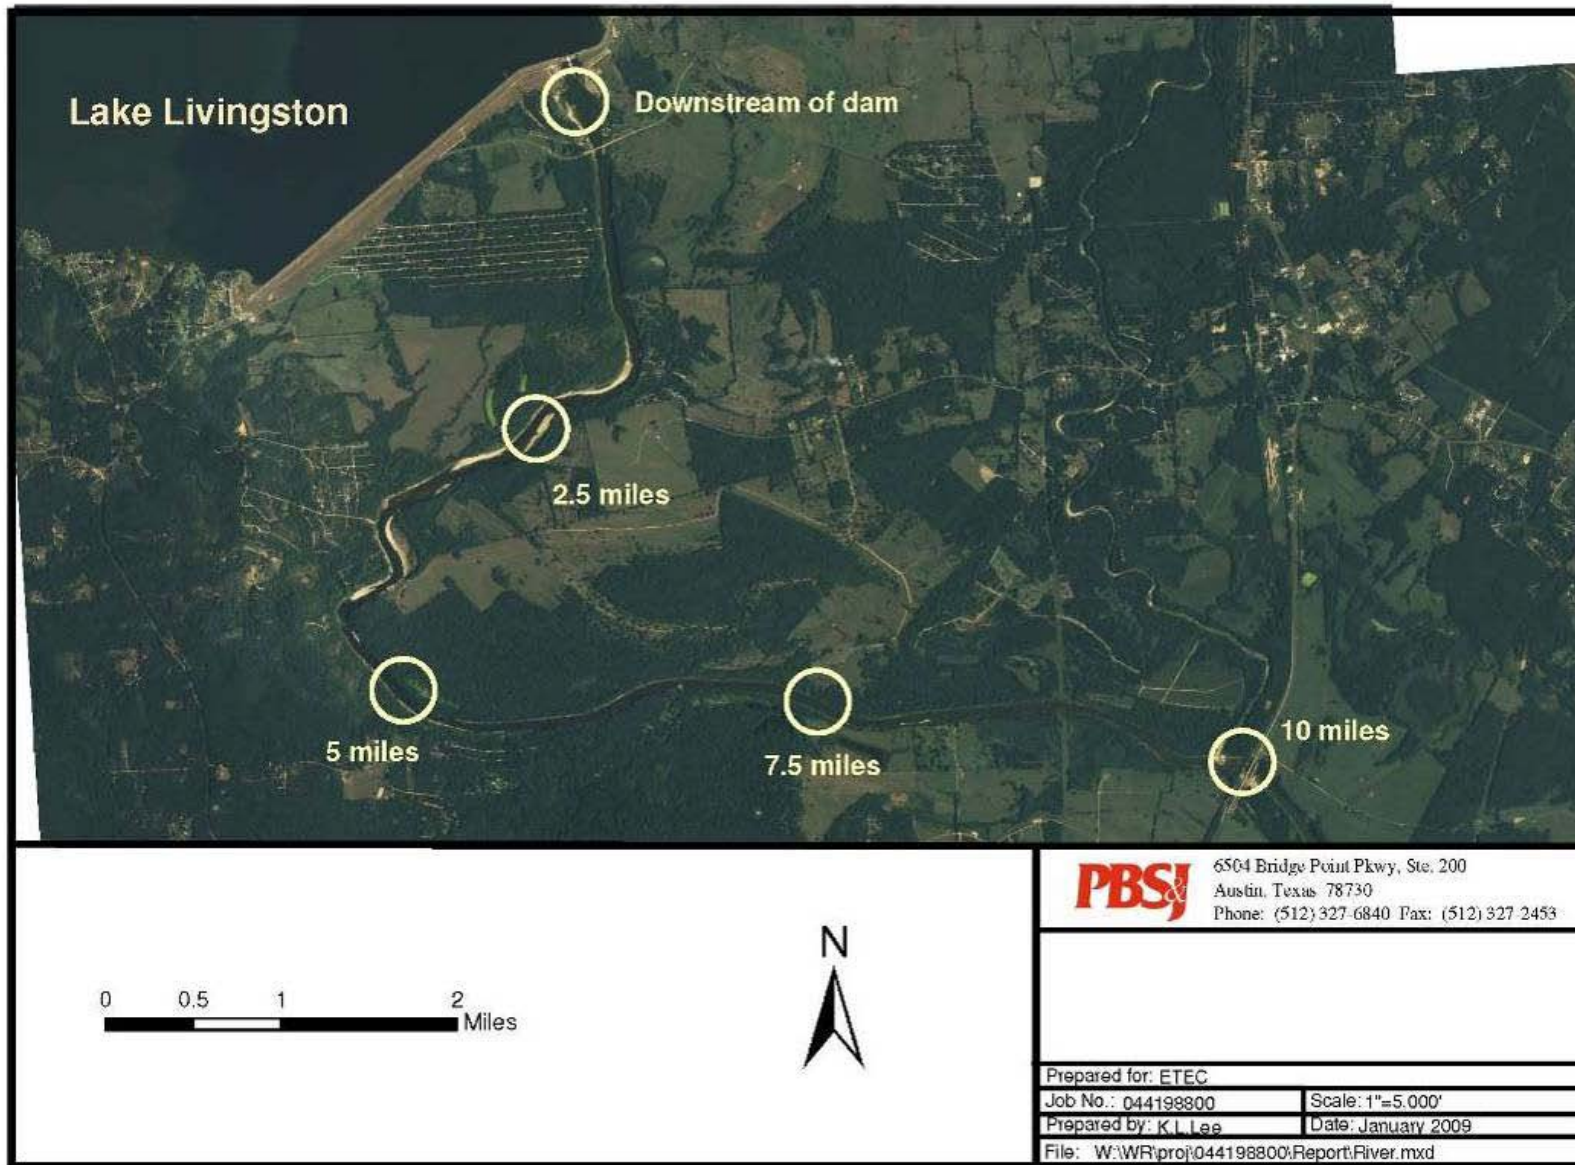 Lake Livingston
Downstream of dam
2.5 miles
5 miles
7.5 miles
10 miles
0 0.5 1 2
Miles
N
PBS&J
6504 Bridge Point Pkwy, Ste. 200
Austin, Texas 78730
Phone: (512) 327-6840 Fax: (512) 327-2453
Prepared for: ETEC
Job No.: 044198800
Scale: 1"=5.000'
Prepared by: K.L.Lee
Date: January 2009
File: W:\WR\proj\044198800\Report\River.mxd